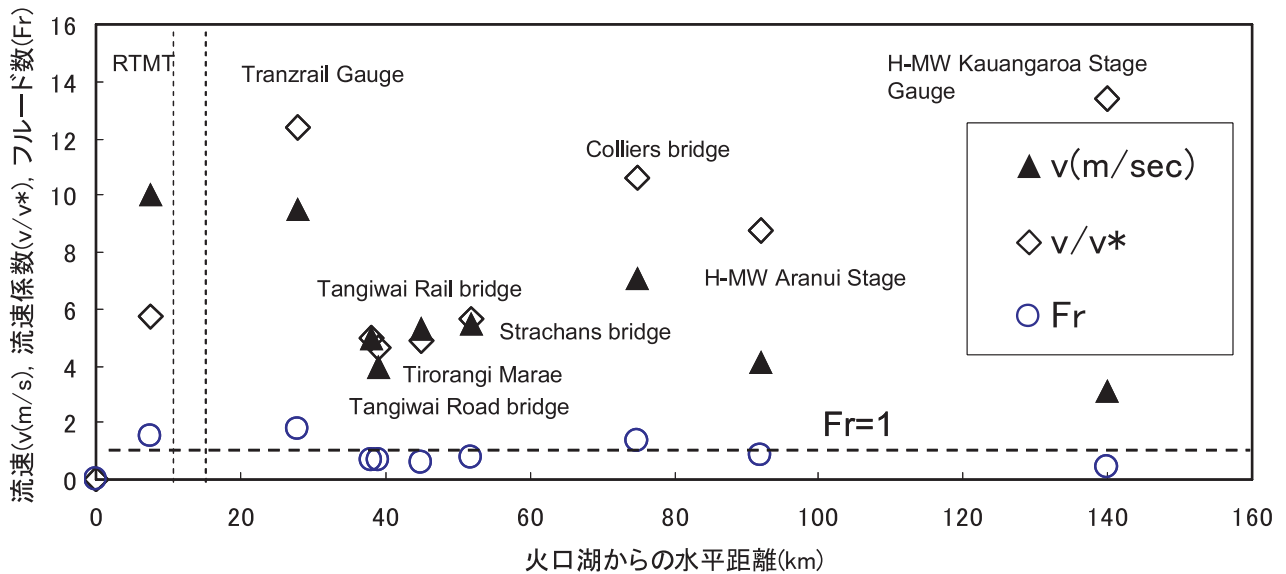 流速(v(m/s), 流速係数(v/v*), フルード数(Fr)
16
14
12
10
8
6
4
2
0
RTMT
Tranzrail Gauge
H-MW Kauangaroa Stage
Gauge
Colliers bridge
v(m/sec)
v/v*
Fr
H-MW Aranui Stage
Tangiwai Rail bridge
Strachans bridge
Tirorangi Marae
Tangiwai Road bridge
Fr=1
0 20 40 60 80 100 120 140 160
火口湖からの水平距離(km)